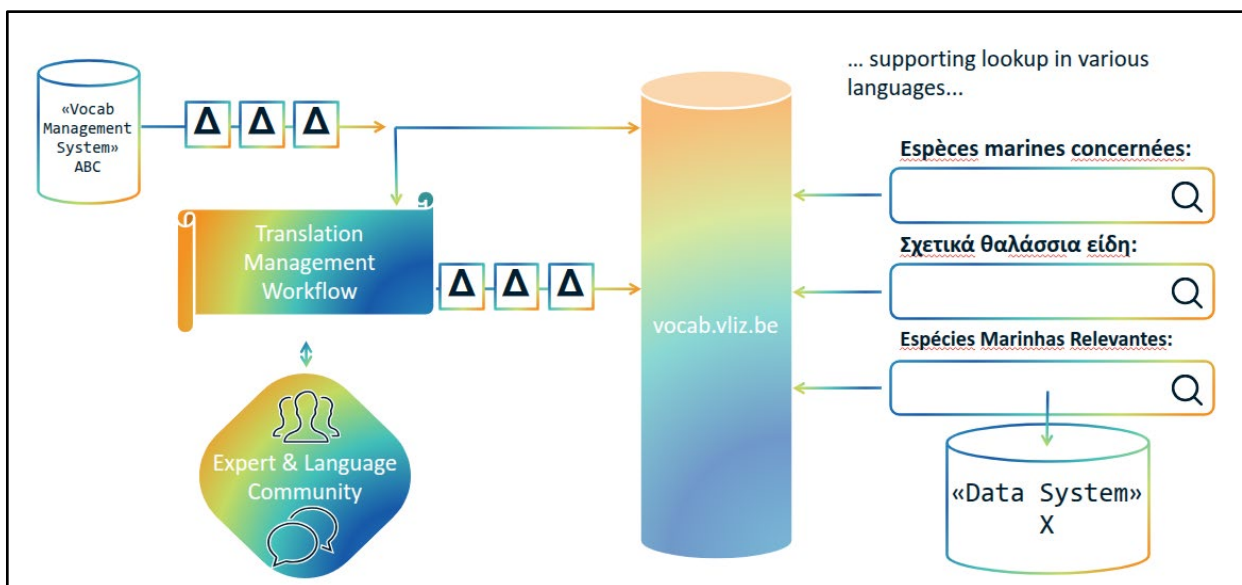 «Vocab
Management
System»
ABC
Δ Δ Δ
Translation
Management
Workflow
Δ Δ Δ
Expert & Language
Community
vocab.vliz.be
... supporting lookup in various
languages...
Espèces marines concernées:
Σχετικά θαλάσσια είδη:
Espécies Marinhas Relevantes:
«Data System»
X